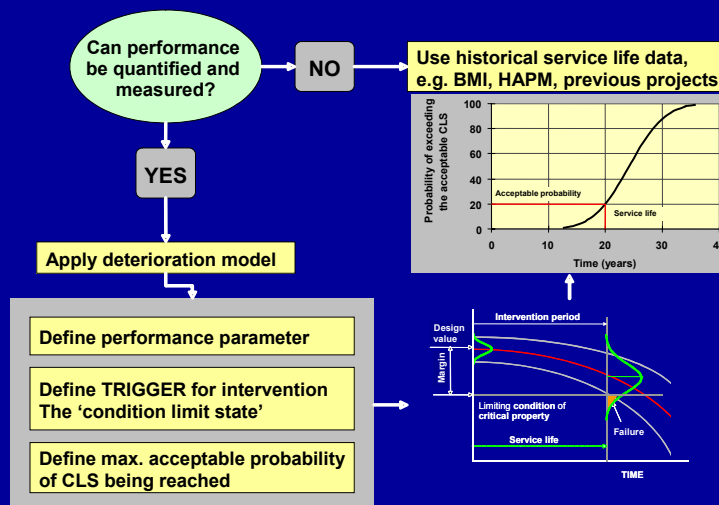 Can performance
be quantified and
measured?
NO
Use historical service life data,
e.g. BMI, HAPM, previous projects
YES
Apply deterioration model
Define performance parameter
Define TRIGGER for intervention
The ‘condition limit state’
Define max. acceptable probability
of CLS being reached
Probability of exceeding
the acceptable CLS
100
80
60
40
20
0
Acceptable probability
Service life
0
10
20
30
40
Time (years)
Intervention period
Design
value
Margin
Limiting condition of
critical property
Failure
Service life
TIME